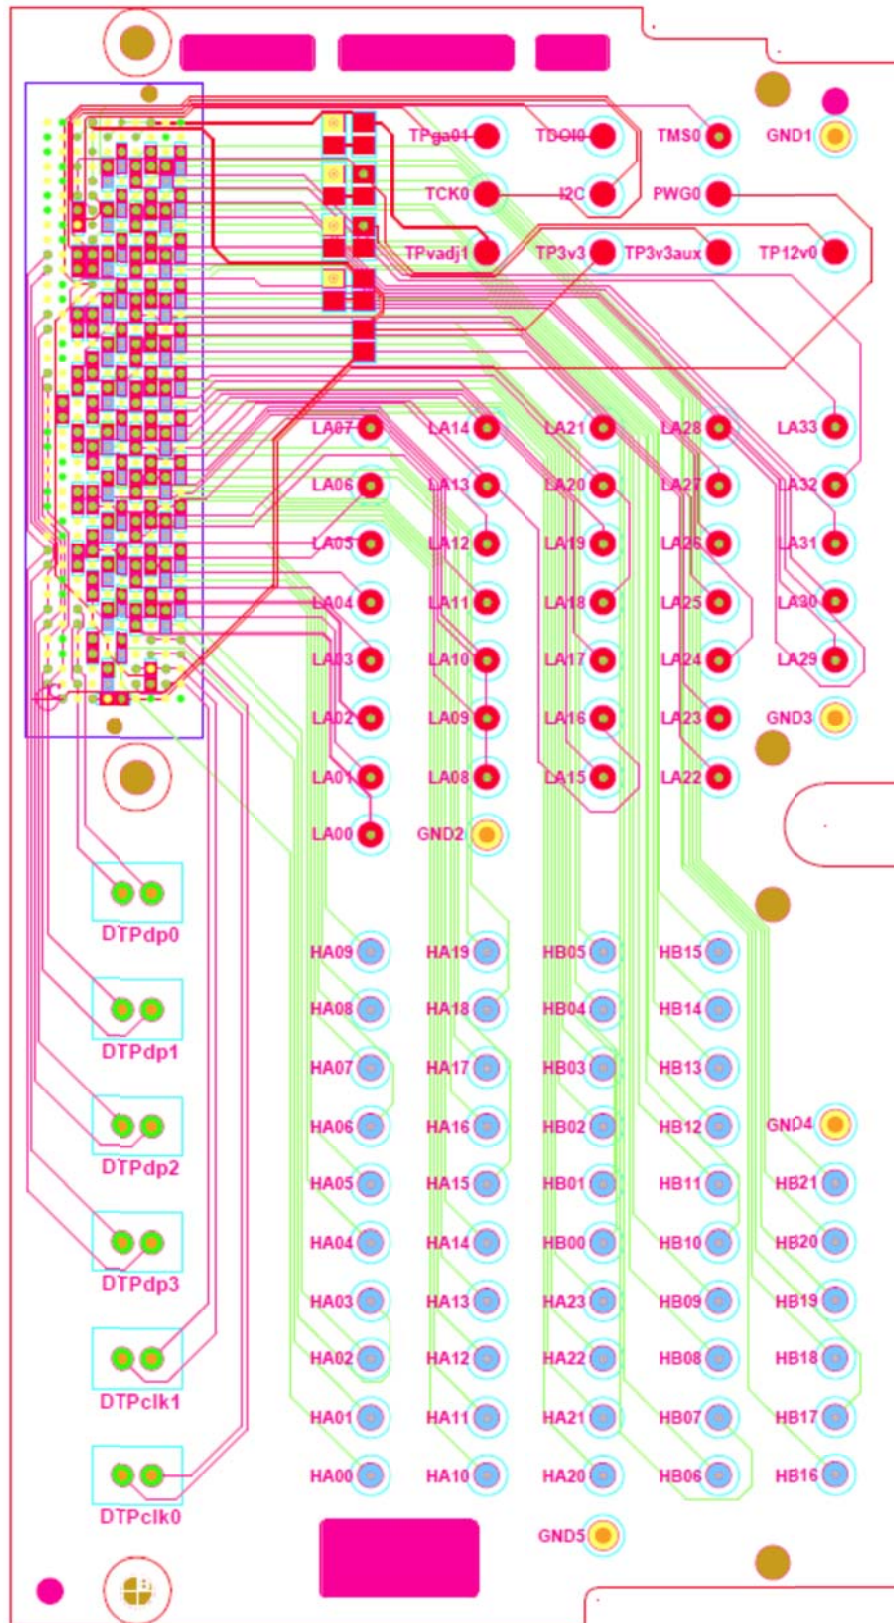 TPga01 TDOI0 TMS0 GND1
TCK0 I2C PWG0
TPvadj1 TP3v3 TP3v3aux TP12v0
LA07 LA14 LA21 LA28 LA33
LA06 LA13 LA20 LA27 LA32
LA05 LA12 LA19 LA26 LA31
LA04 LA11 LA18 LA25 LA30
LA03 LA10 LA17 LA24 LA29
LA02 LA09 LA16 LA23 GND3
LA01 LA08 LA15 LA22
LA00 GND2
DTPdp0
HA09 HA19 HB05 HB15
HA08 HA18 HB04 HB14
DTPdp1
HA07 HA17 HB03 HB13
HA06 HA16 HB02 HB12 GND4
DTPdp2
HA05 HA15 HB01 HB11 HB21
HA04 HA14 HB00 HB10 HB20
DTPdp3
HA03 HA13 HA23 HB09 HB19
HA02 HA12 HA22 HB08 HB18
DTPclk1
HA01 HA11 HA21 HB07 HB17
HA00 HA10 HA20 HB06 HB16
DTPclk0
GND5